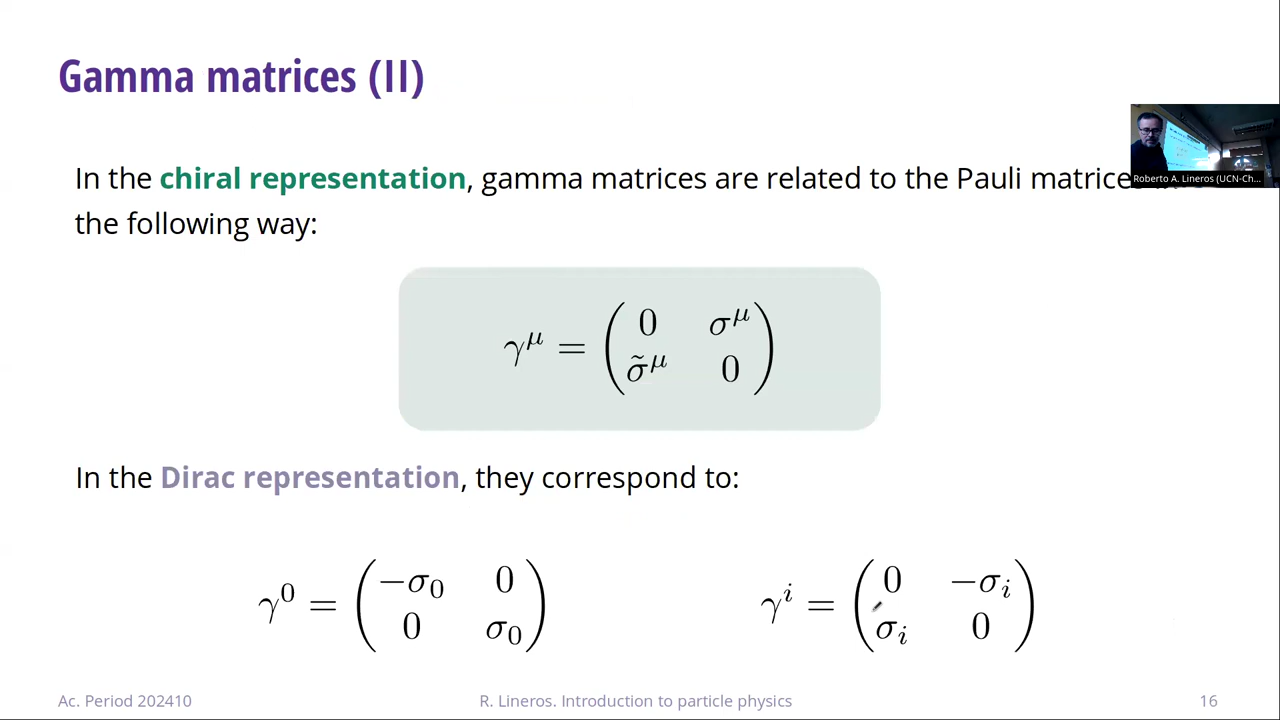 Gamma matrices (II)
In the chiral representation, gamma matrices are related to the Pauli matrices
the following way:
γ^μ = ( 0 σ^μ
σ̃^μ 0 )
In the Dirac representation, they correspond to:
γ^0 = ( −σ_0 0
0 σ_0 )
γ^i = ( 0 −σ_i
σ_i 0 )
Roberto A. Lineros (UCN-Ch...
Ac. Period 202410
R. Lineros. Introduction to particle physics
16